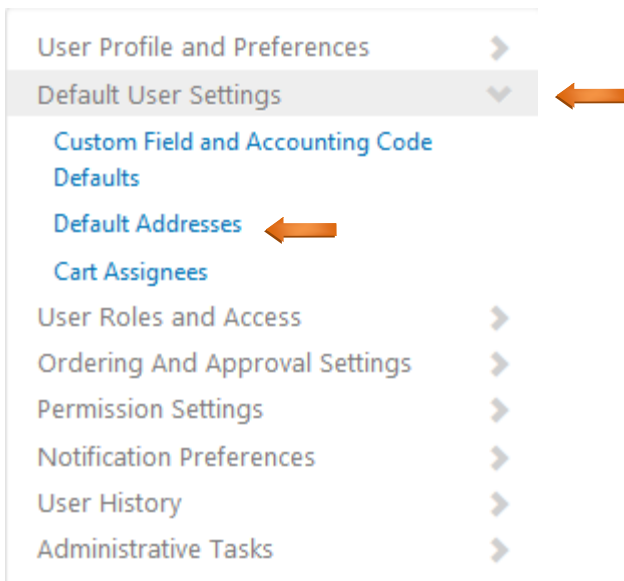 User Profile and Preferences
Default User Settings
Custom Field and Accounting Code
Defaults
Default Addresses
Cart Assignees
User Roles and Access
Ordering And Approval Settings
Permission Settings
Notification Preferences
User History
Administrative Tasks